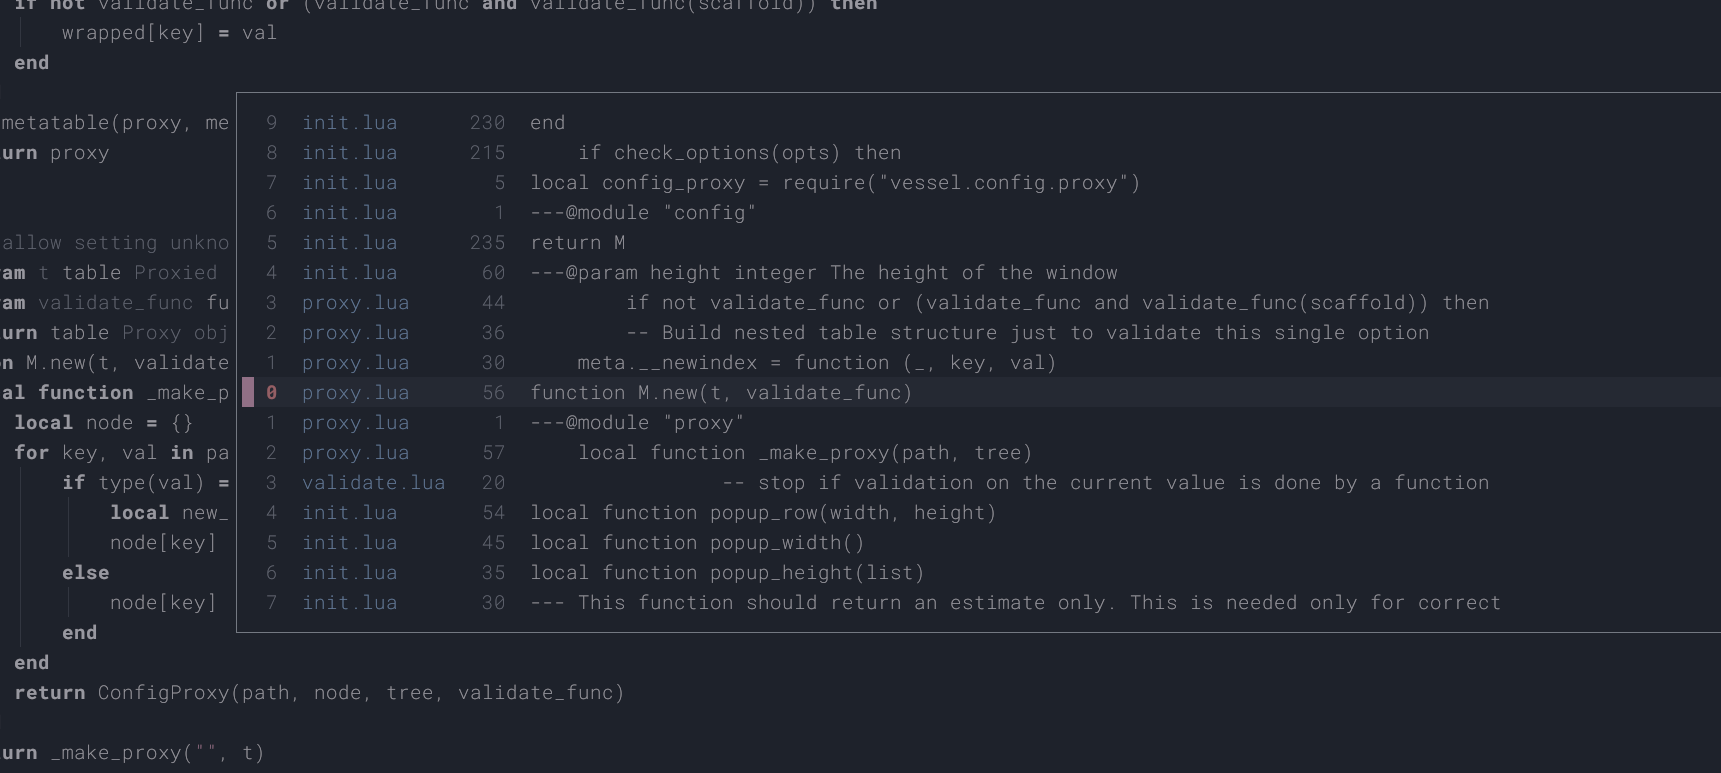 if not validate_func or (validate_func and validate_func(scaffold)) then
wrapped[key] = val
end
metatable(proxy, me
urn proxy
allow setting unkno
ram t table Proxied
ram validate_func fu
urn table Proxy obj
on M.new(t, validate
al function _make_p
local node = {}
for key, val in pa
if type(val) =
local new_
node[key]
else
node[key]
end
end
return ConfigProxy(path, node, tree, validate_func)
urn _make_proxy("", t)
9 init.lua 230 end
8 init.lua 215 if check_options(opts) then
7 init.lua 5 local config_proxy = require("vessel.config.proxy")
6 init.lua 1 ---@module "config"
5 init.lua 235 return M
4 init.lua 60 ---@param height integer The height of the window
3 proxy.lua 44 if not validate_func or (validate_func and validate_func(scaffold)) then
2 proxy.lua 36 -- Build nested table structure just to validate this single option
1 proxy.lua 30 meta.__newindex = function (_, key, val)
0 proxy.lua 56 function M.new(t, validate_func)
1 proxy.lua 1 ---@module "proxy"
2 proxy.lua 57 local function _make_proxy(path, tree)
3 validate.lua 20 -- stop if validation on the current value is done by a function
4 init.lua 54 local function popup_row(width, height)
5 init.lua 45 local function popup_width()
6 init.lua 35 local function popup_height(list)
7 init.lua 30 --- This function should return an estimate only. This is needed only for correct